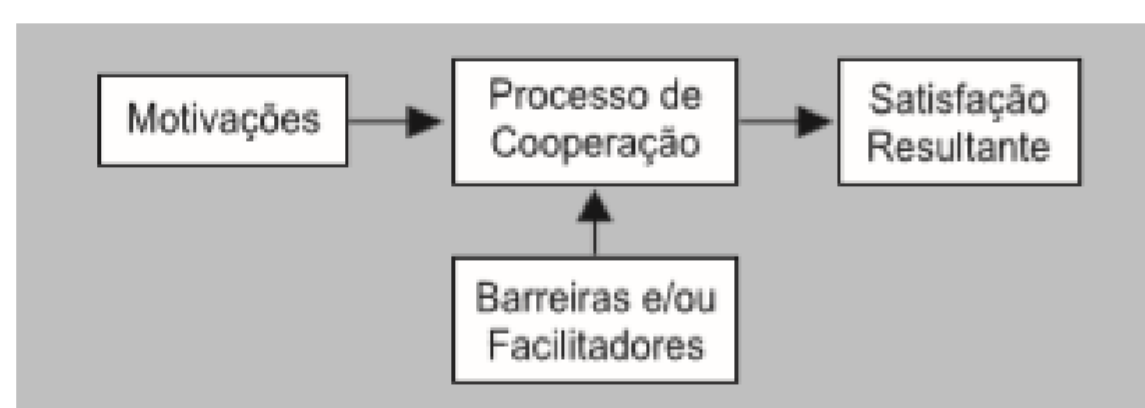 Motivações
Processo de
Cooperação
Satisfação
Resultante
Barreiras e/ou
Facilitadores